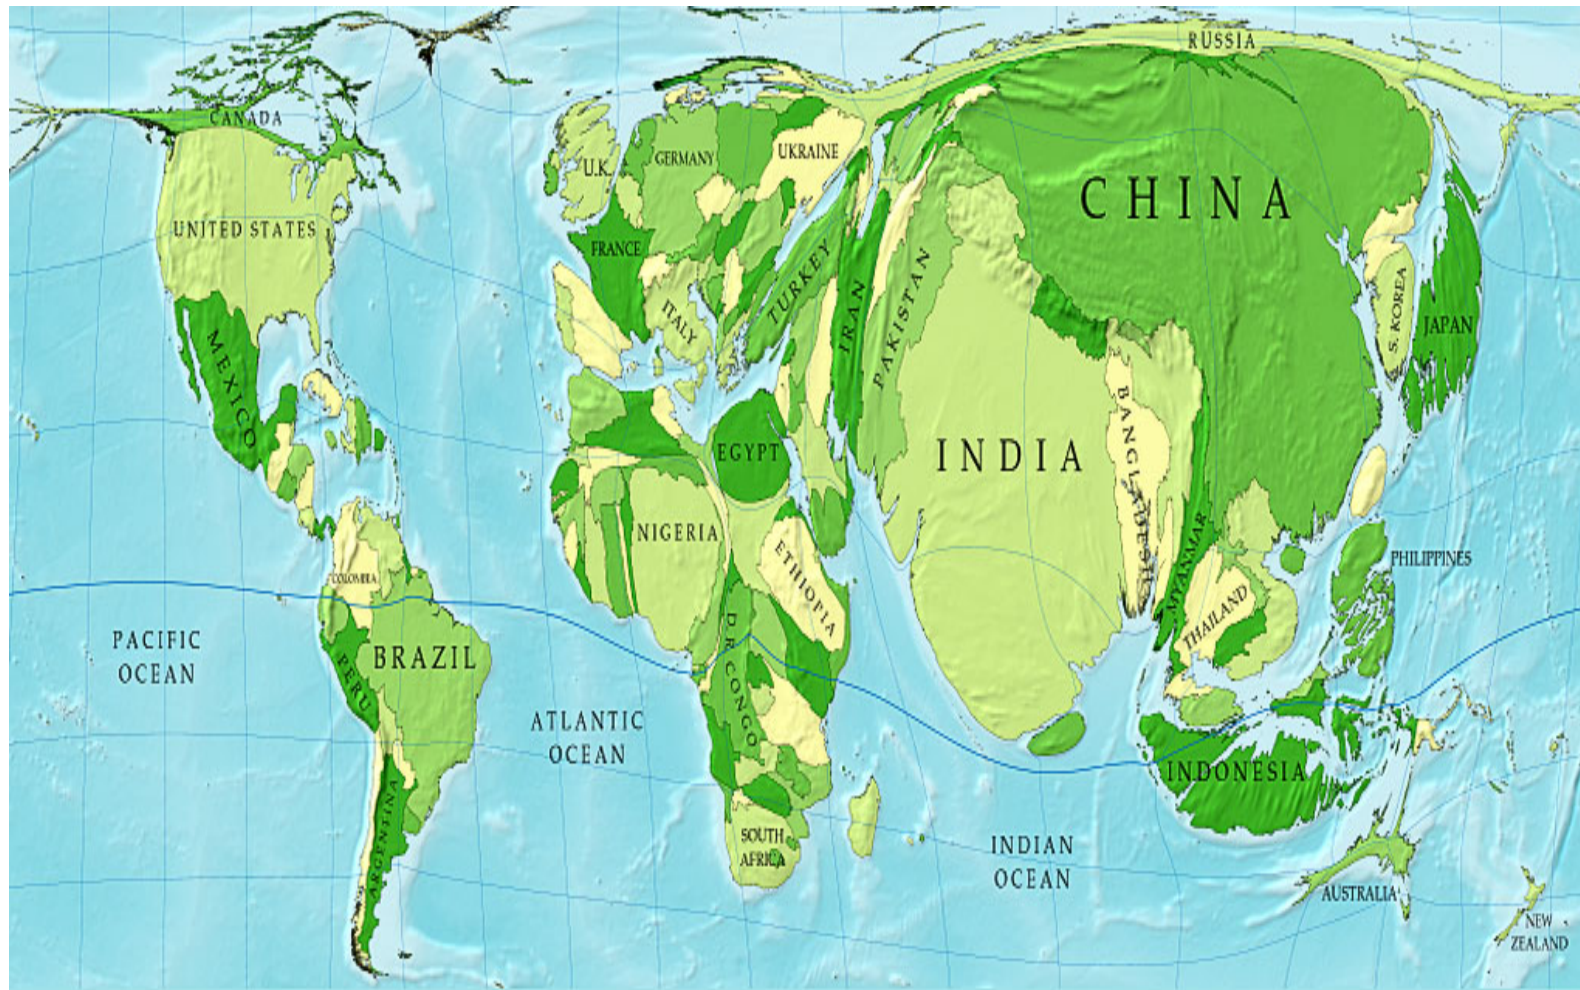 RUSSIA
CANADA
U.K.
GERMANY
UKRAINE
CHINA
UNITED STATES
FRANCE
TURKEY
ITALY
IRAN
PAKISTAN
S. KOREA
JAPAN
MEXICO
EGYPT
INDIA
BANGLADESH
NIGERIA
ETHIOPIA
MYANMAR
PHILIPPINES
COLOMBIA
THAILAND
PACIFIC
OCEAN
PERU
BRAZIL
D R CONGO
ATLANTIC
OCEAN
INDONESIA
ARGENTINA
SOUTH
AFRICA
INDIAN
OCEAN
AUSTRALIA
NEW
ZEALAND